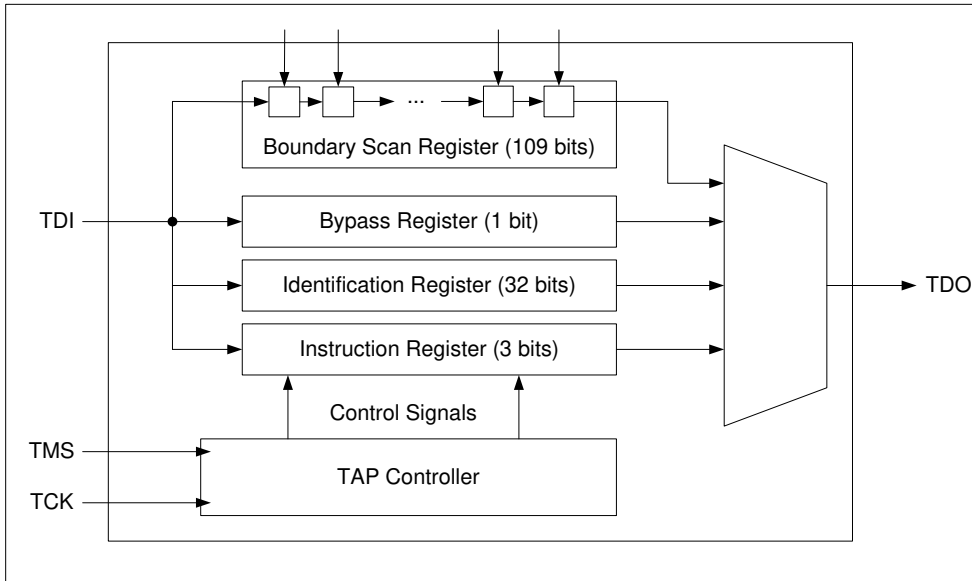 ...
Boundary Scan Register (109 bits)
TDI
Bypass Register (1 bit)
Identification Register (32 bits)
TDO
Instruction Register (3 bits)
Control Signals
TMS
TAP Controller
TCK